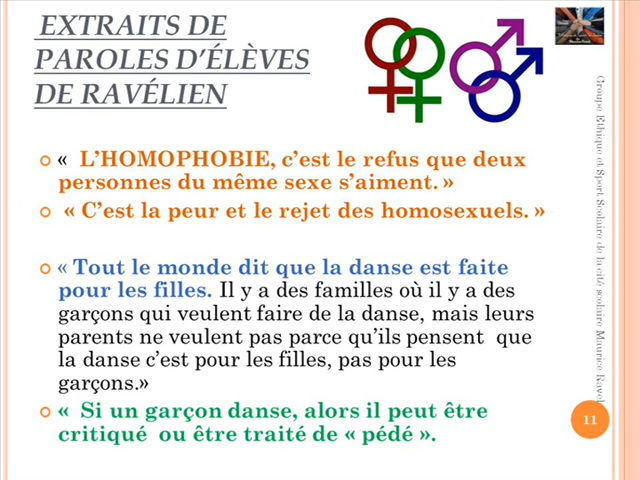 EXTRAITS DE
PAROLES D'ÉLÈVES
DE RAVÉLIEN
« L'HOMOPHOBIE, c'est le refus que deux
personnes du même sexe s'aiment. »
« C'est la peur et le rejet des homosexuels. »
« Tout le monde dit que la danse est faite
pour les filles. Il y a des familles où il y a des
garçons qui veulent faire de la danse, mais leurs
parents ne veulent pas parce qu'ils pensent que
la danse c'est pour les filles, pas pour les
garçons.»
« Si un garçon danse, alors il peut être
critiqué ou être traité de « pédé ».
Groupe Ethique et Sport Scolaire de la cité scolaire Maurice Ravel
11